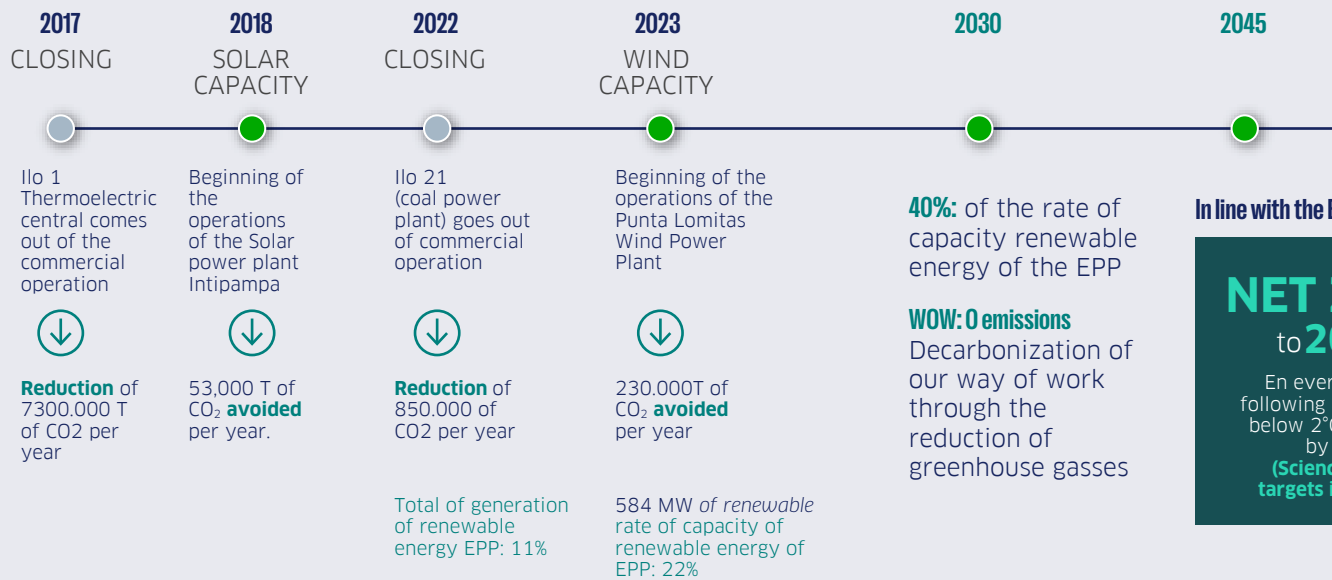 2017
CLOSING
Ilo 1
Thermoelectric
central comes
out of the
commercial
operation
Reduction of
7300.000 T
of CO2 per
year
2018
SOLAR
CAPACITY
Beginning of
the
operations
of the Solar
power plant
Intipampa
53,000 T of
CO₂ avoided
per year.
2022
CLOSING
Ilo 21
(coal power
plant) goes out
of commercial
operation
Reduction of
850.000 of
CO2 per year
Total of generation
of renewable
energy EPP: 11%
2023
WIND
CAPACITY
Beginning of the
operations of the
Punta Lomitas
Wind Power
Plant
230.000T of
CO₂ avoided
per year
584 MW of renewable
rate of capacity of
renewable energy of
EPP: 22%
2030
40%: of the rate of
capacity renewable
energy of the EPP
WOW: 0 emissions
Decarbonization of
our way of work
through the
reduction of
greenhouse gasses
2045
In line with the
NET
to
En
following
below
by
targets